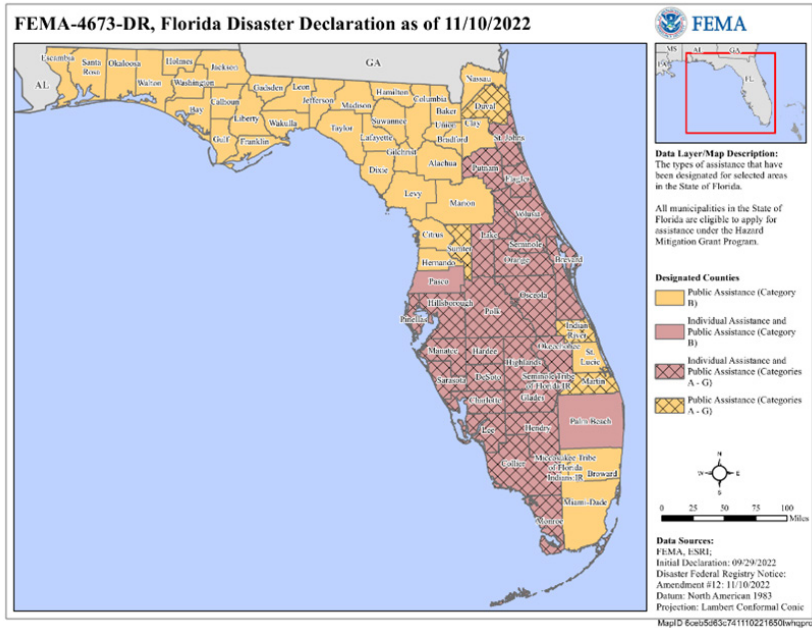 FEMA-4673-DR, Florida Disaster Declaration as of 11/10/2022
FEMA
GA
AL
Escambia
Santa
Rosa
Okaloosa
Walton
Holmes
Washington
Jackson
Bay
Calhoun
Gulf
Gadsden
Liberty
Franklin
Leon
Wakulla
Jefferson
Madison
Taylor
Hamilton
Suwannee
Lafayette
Dixie
Columbia
Gilchrist
Baker
Union
Bradford
Alachua
Levy
Nassau
Duval
Clay
St. Johns
Putnam
Flagler
Marion
Volusia
Citrus
Sumter
Lake
Seminole
Orange
Brevard
Hernando
Pasco
Hillsborough
Pinellas
Polk
Osceola
Indian
River
Okeechobee
St.
Lucie
Manatee
Hardee
Highlands
Sarasota
DeSoto
Seminole Tribe
of Florida IR
Martin
Charlotte
Glades
Lee
Hendry
Palm Beach
Collier
Miccosukee Tribe
of Florida
Indians IR
Broward
Miami-Dade
Monroe
MS
AL
GA
LA
FL
Data Layer/Map Description:
The types of assistance that have
been designated for selected areas
in the State of Florida.
All municipalities in the State of
Florida are eligible to apply for
assistance under the Hazard
Mitigation Grant Program.
Designated Counties
Public Assistance (Category
B)
Individual Assistance and
Public Assistance (Category
B)
Individual Assistance and
Public Assistance (Categories
A - G)
Public Assistance (Categories
A - G)
N
W
E
S
0 25 50 75 100
Miles
Data Sources:
FEMA, ESRI;
Initial Declaration: 09/29/2022
Disaster Federal Registry Notice:
Amendment #12: 11/10/2022
Datum: North American 1983
Projection: Lambert Conformal Conic